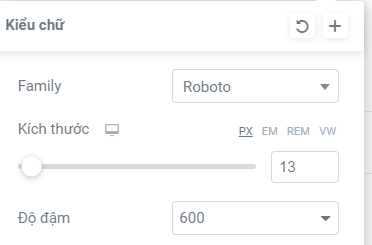 Kiểu chữ
Family Roboto
Kích thước PX EM REM VW
13
Độ đậm 600